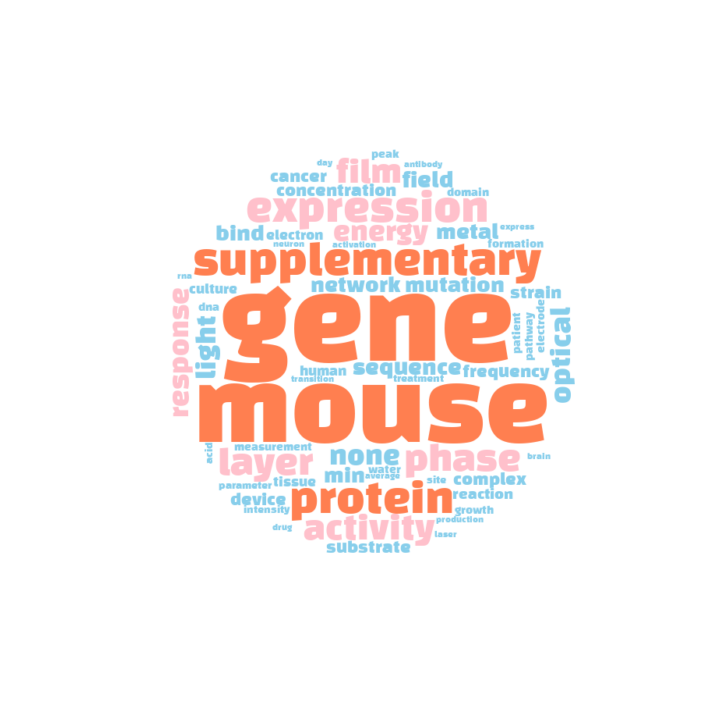 peak
day
antibody
film
cancer
field
concentration
domain
expression
bind
electron
energy
metal
express
neuron
activation
formation
supplementary
rna
culture
network
mutation
strain
gene
dna
response
light
patient
pathway
electrode
optical
human
sequence
frequency
transition
treatment
mouse
acid
measurement
layer
none
phase
brain
water
min
average
site
complex
parameter
tissue
protein
device
reaction
intensity
growth
production
drug
activity
laser
substrate